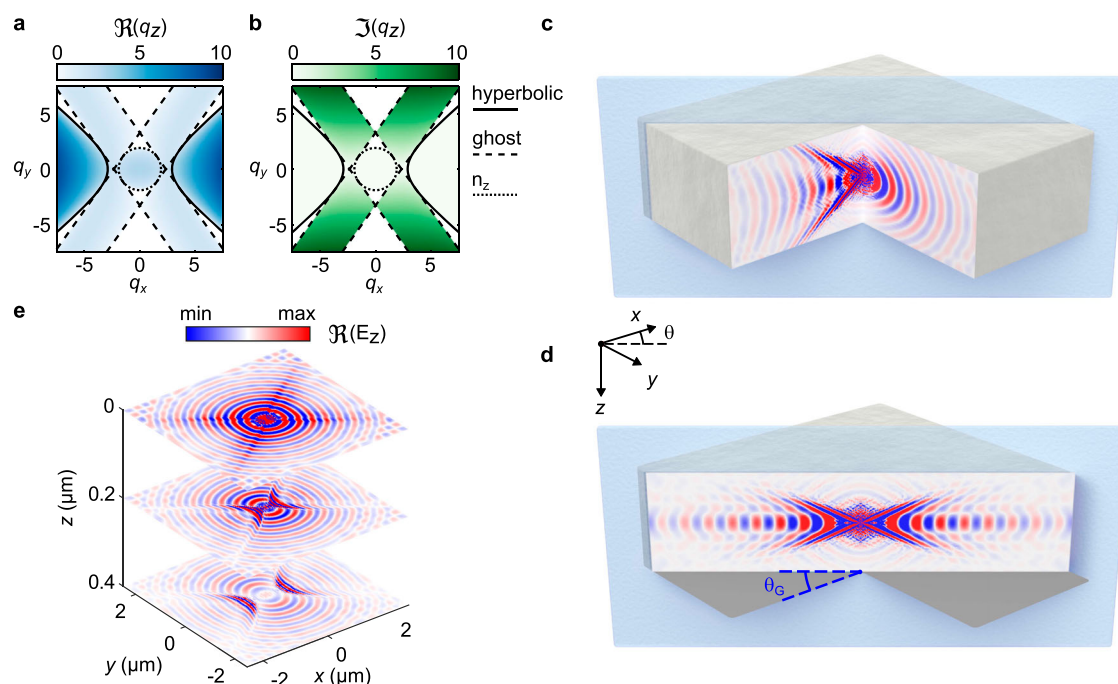 a
ℜ(qz)
0 5 10
5
0
-5
qy
-5 0 5
qx
b
ℑ(qz)
0 5 10
5
0
-5
qy
-5 0 5
qx
hyperbolic
ghost
nz
c
x
θ
y
z
d
θG
e
min max
ℜ(Ez)
0
0.2
0.4
z (μm)
2
0
-2
y (μm)
-2
0
2
x (μm)